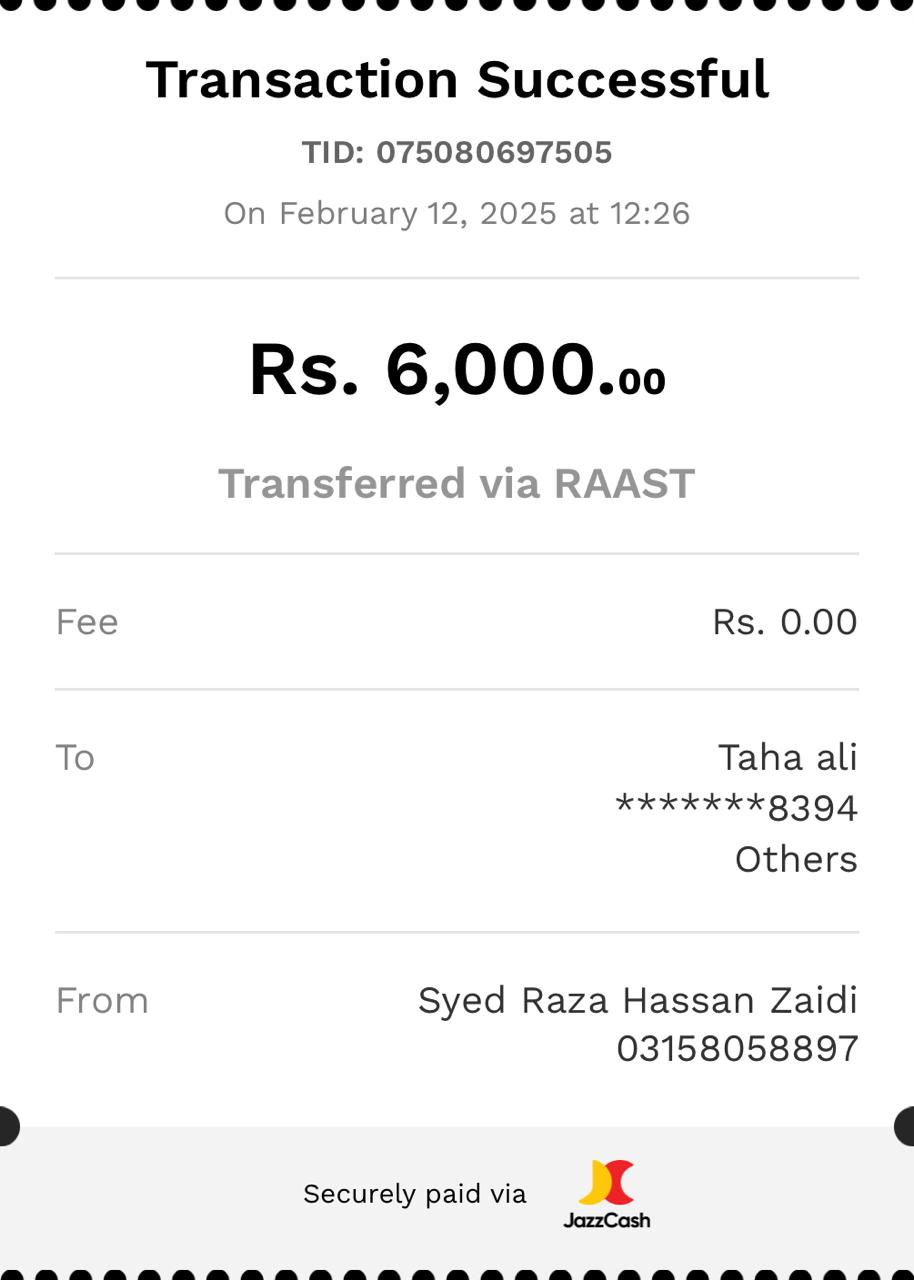 Transaction Successful
TID: 075080697505
On February 12, 2025 at 12:26
Rs. 6,000.00
Transferred via RAAST
Fee Rs. 0.00
To Taha ali
*******8394
Others
From Syed Raza Hassan Zaidi
03158058897
Securely paid via JazzCash